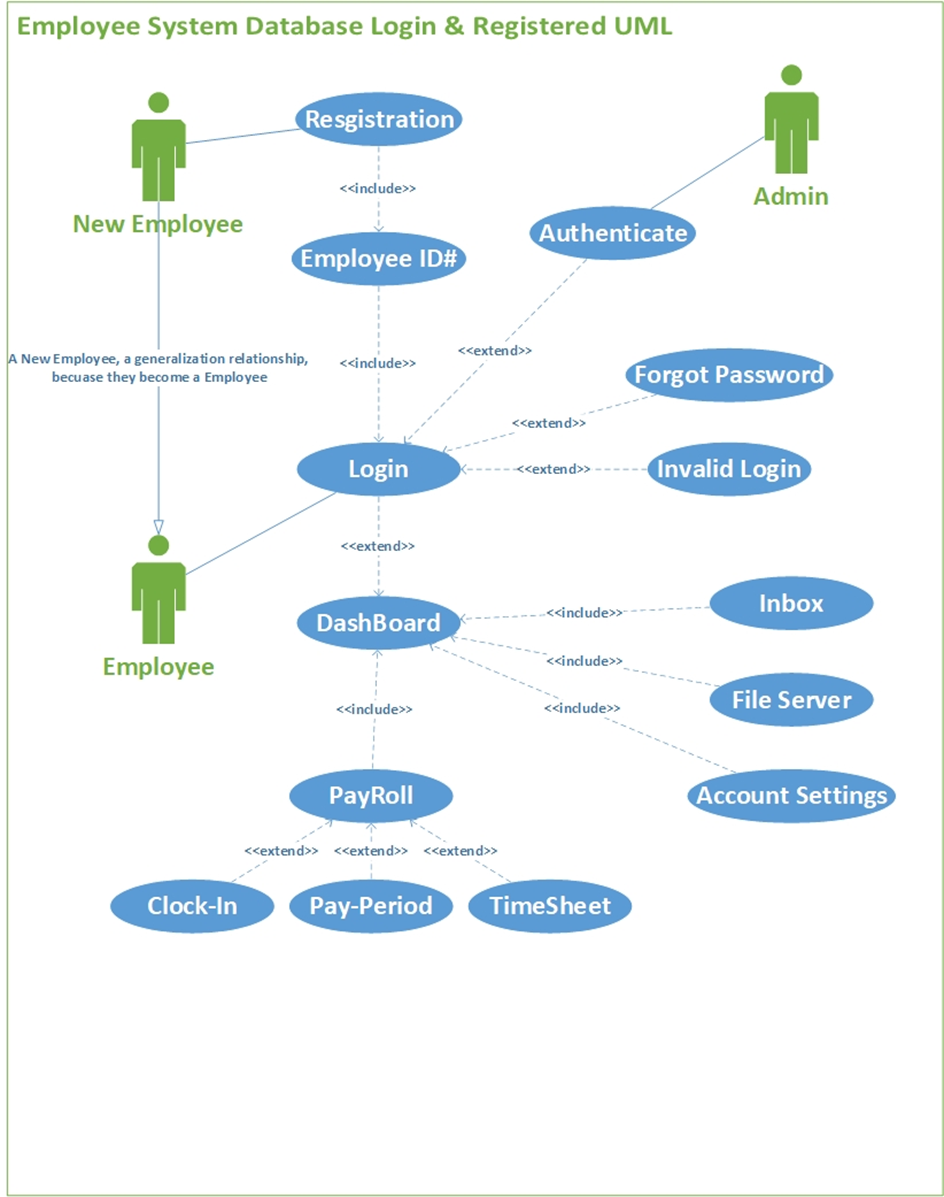 Employee System Database Login & Registered UML
Resgistration
<<include>>
New Employee
Admin
Authenticate
Employee ID#
<<extend>>
A New Employee, a generalization relationship,
becuase they become a Employee
<<include>>
Forgot Password
<<extend>>
Login
<<extend>>
Invalid Login
<<extend>>
Employee
DashBoard
<<include>>
Inbox
<<include>>
File Server
<<include>>
<<include>>
Account Settings
PayRoll
<<extend>>
<<extend>>
<<extend>>
Clock-In
Pay-Period
TimeSheet